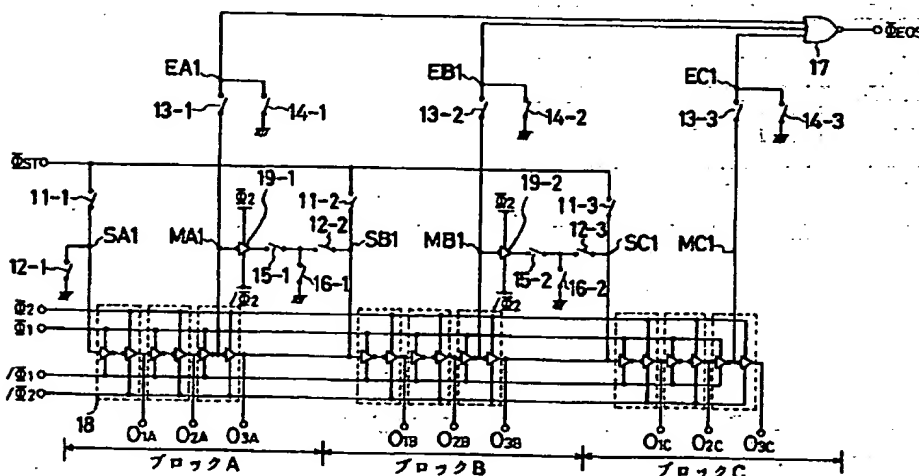 ΦEOS
17
EA1
EB1
EC1
13-1
14-1
13-2
14-2
13-3
14-3
ΦST
11-1
19-1
11-2
19-2
11-3
12-2
12-3
SA1
MA1
Φ2
SB1
MB1
Φ2
SC1
MC1
12-1
15-1
16-1
15-2
16-2
/Φ2
/Φ2
Φ2
Φ1
/Φ1
/Φ2
18
O1A
O2A
O3A
O1B
O2B
O3B
O1C
O2C
O3C
ブロックA
ブロックB
ブロックC